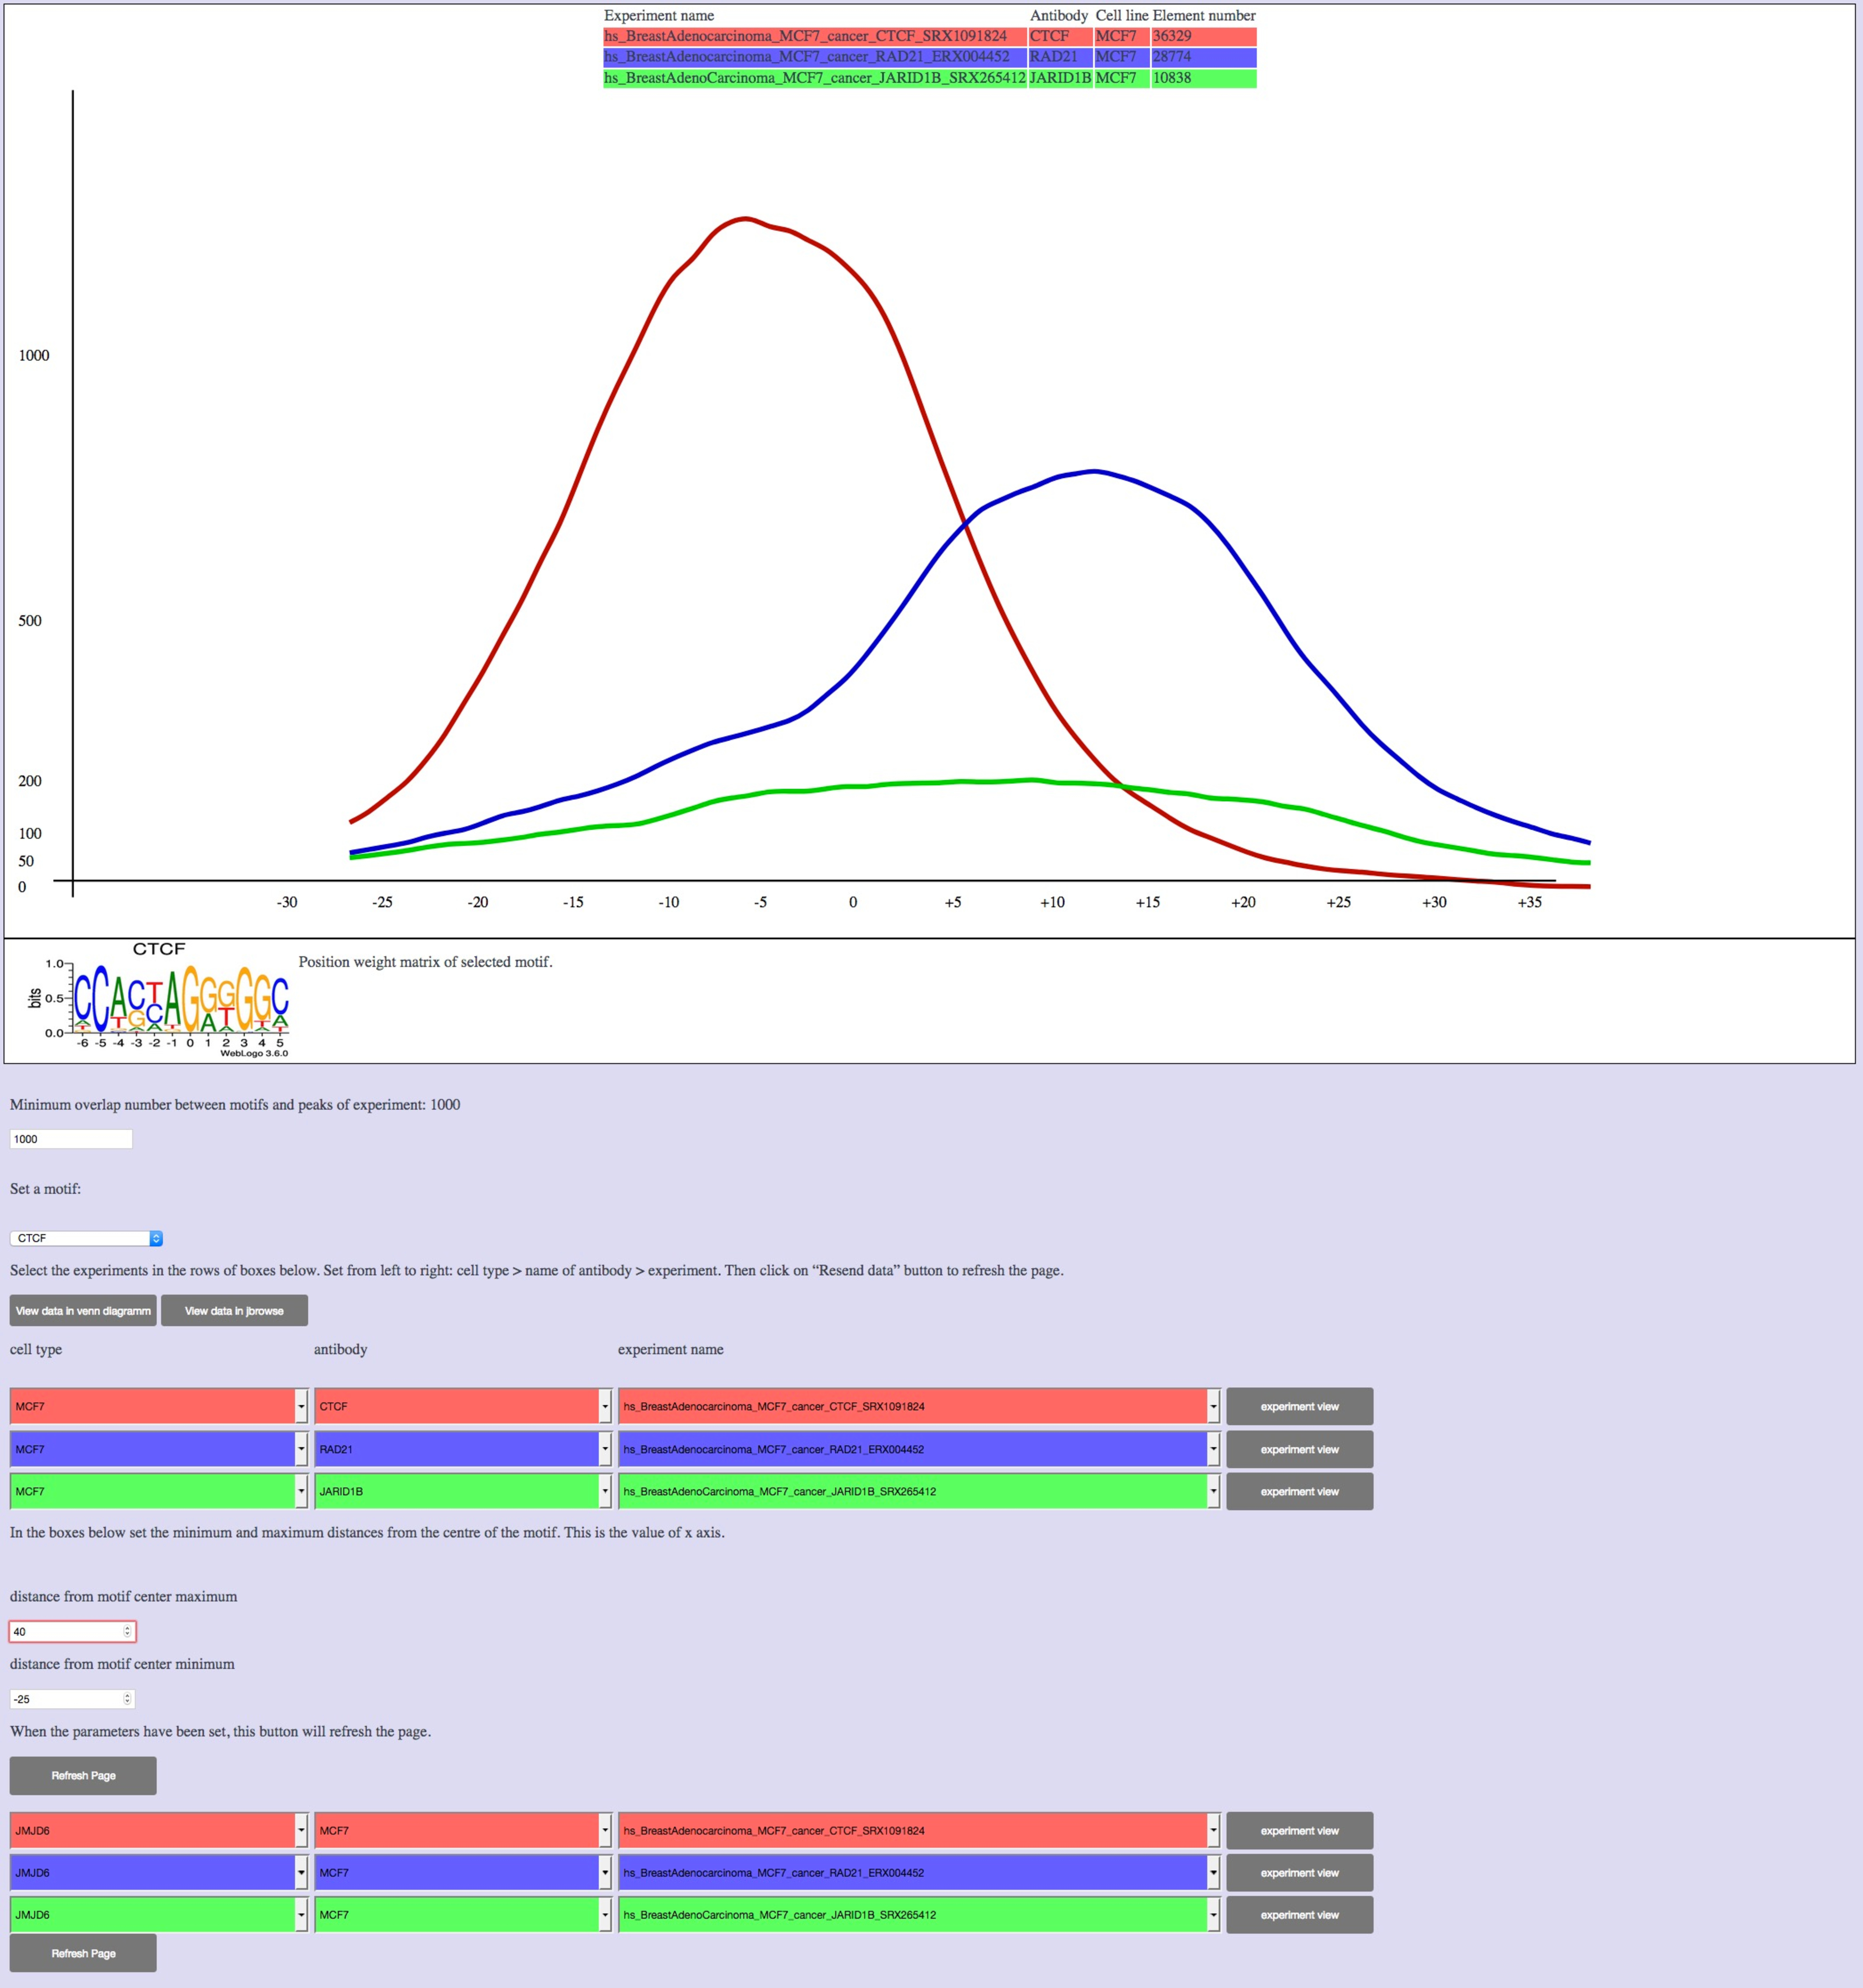 Experiment name Antibody Cell line Element number
hs_BreastAdenocarcinoma_MCF7_cancer_CTCF_SRX1091824 CTCF MCF7 36329
hs_BreastAdenocarcinoma_MCF7_cancer_RAD21_ERX004452 RAD21 MCF7 28774
hs_BreastAdenoCarcinoma_MCF7_cancer_JARID1B_SRX265412 JARID1B MCF7 10838
1000
500
200
100
50
0
-30 -25 -20 -15 -10 -5 0 +5 +10 +15 +20 +25 +30 +35
CTCF
Position weight matrix of selected motif.
1.0
bits
0.5
0.0
-6 -5 -4 -3 -2 -1 0 1 2 3 4 5
WebLogo 3.6.0
Minimum overlap number between motifs and peaks of experiment: 1000
1000
Set a motif:
CTCF
Select the experiments in the rows of boxes below. Set from left to right: cell type > name of antibody > experiment. Then click on “Resend data” button to refresh the page.
View data in venn diagramm View data in jbrowse
cell type antibody experiment name
MCF7 CTCF hs_BreastAdenocarcinoma_MCF7_cancer_CTCF_SRX1091824 experiment view
MCF7 RAD21 hs_BreastAdenocarcinoma_MCF7_cancer_RAD21_ERX004452 experiment view
MCF7 JARID1B hs_BreastAdenoCarcinoma_MCF7_cancer_JARID1B_SRX265412 experiment view
In the boxes below set the minimum and maximum distances from the centre of the motif. This is the value of x axis.
distance from motif center maximum
40
distance from motif center minimum
-25
When the parameters have been set, this button will refresh the page.
Refresh Page
JMJD6 MCF7 hs_BreastAdenocarcinoma_MCF7_cancer_CTCF_SRX1091824 experiment view
JMJD6 MCF7 hs_BreastAdenocarcinoma_MCF7_cancer_RAD21_ERX004452 experiment view
JMJD6 MCF7 hs_BreastAdenoCarcinoma_MCF7_cancer_JARID1B_SRX265412 experiment view
Refresh Page